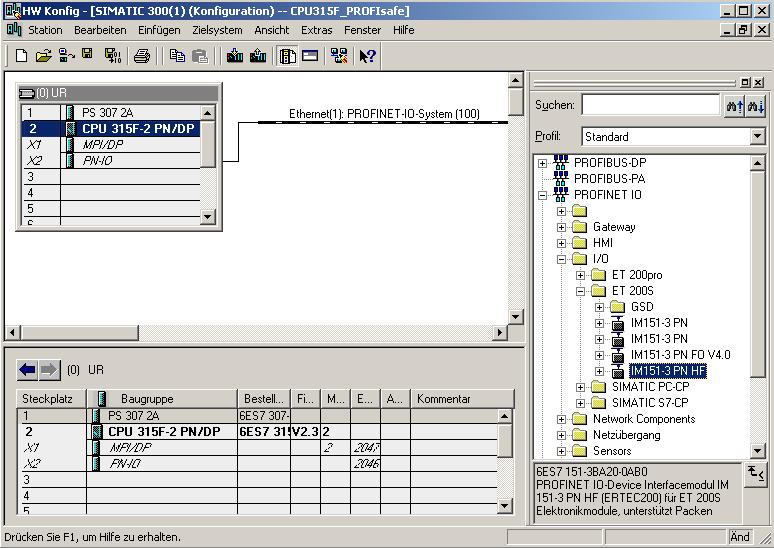 HW Konfig - [SIMATIC 300(1) (Konfiguration) -- CPU315F_PROFIsafe]
Station Bearbeiten Einfügen Zielsystem Ansicht Extras Fenster Hilfe
(0) UR
1 PS 307 2A
2 CPU 315F-2 PN/DP
X1 MPI/DP
X2 PN-IO
3
4
5
6
Ethernet(1): PROFINET-IO-System (100)
Suchen:
Profil: Standard
PROFIBUS-DP
PROFIBUS-PA
PROFINET IO
Gateway
HMI
I/O
ET 200pro
ET 200S
GSD
IM151-3 PN
IM151-3 PN
IM151-3 PN FO V4.0
IM151-3 PN HF
SIMATIC PC-CP
SIMATIC S7-CP
Network Components
Netzübergang
Sensors
6ES7 151-3BA20-0AB0
PROFINET IO-Device Interfacemodul IM
151-3 PN HF (ERTEC200) für ET 200S
Elektronikmodule, unterstützt Packen
(0) UR
Steckplatz Baugruppe Bestell... Fi... M... E... A... Kommentar
1 PS 307 2A 6ES7 307-
2 CPU 315F-2 PN/DP 6ES7 315 V2.3 2
X1 MPI/DP 2 2047
X2 PN-IO 2046
3
4
5
Drücken Sie F1, um Hilfe zu erhalten.
Änd